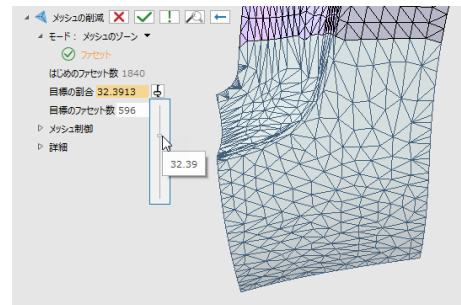 メッシュの削減
モード： メッシュのゾーン
ファセット
はじめのファセット数 1840
目標の割合 32.3913
目標のファセット数 596
メッシュ制御
詳細
32.39